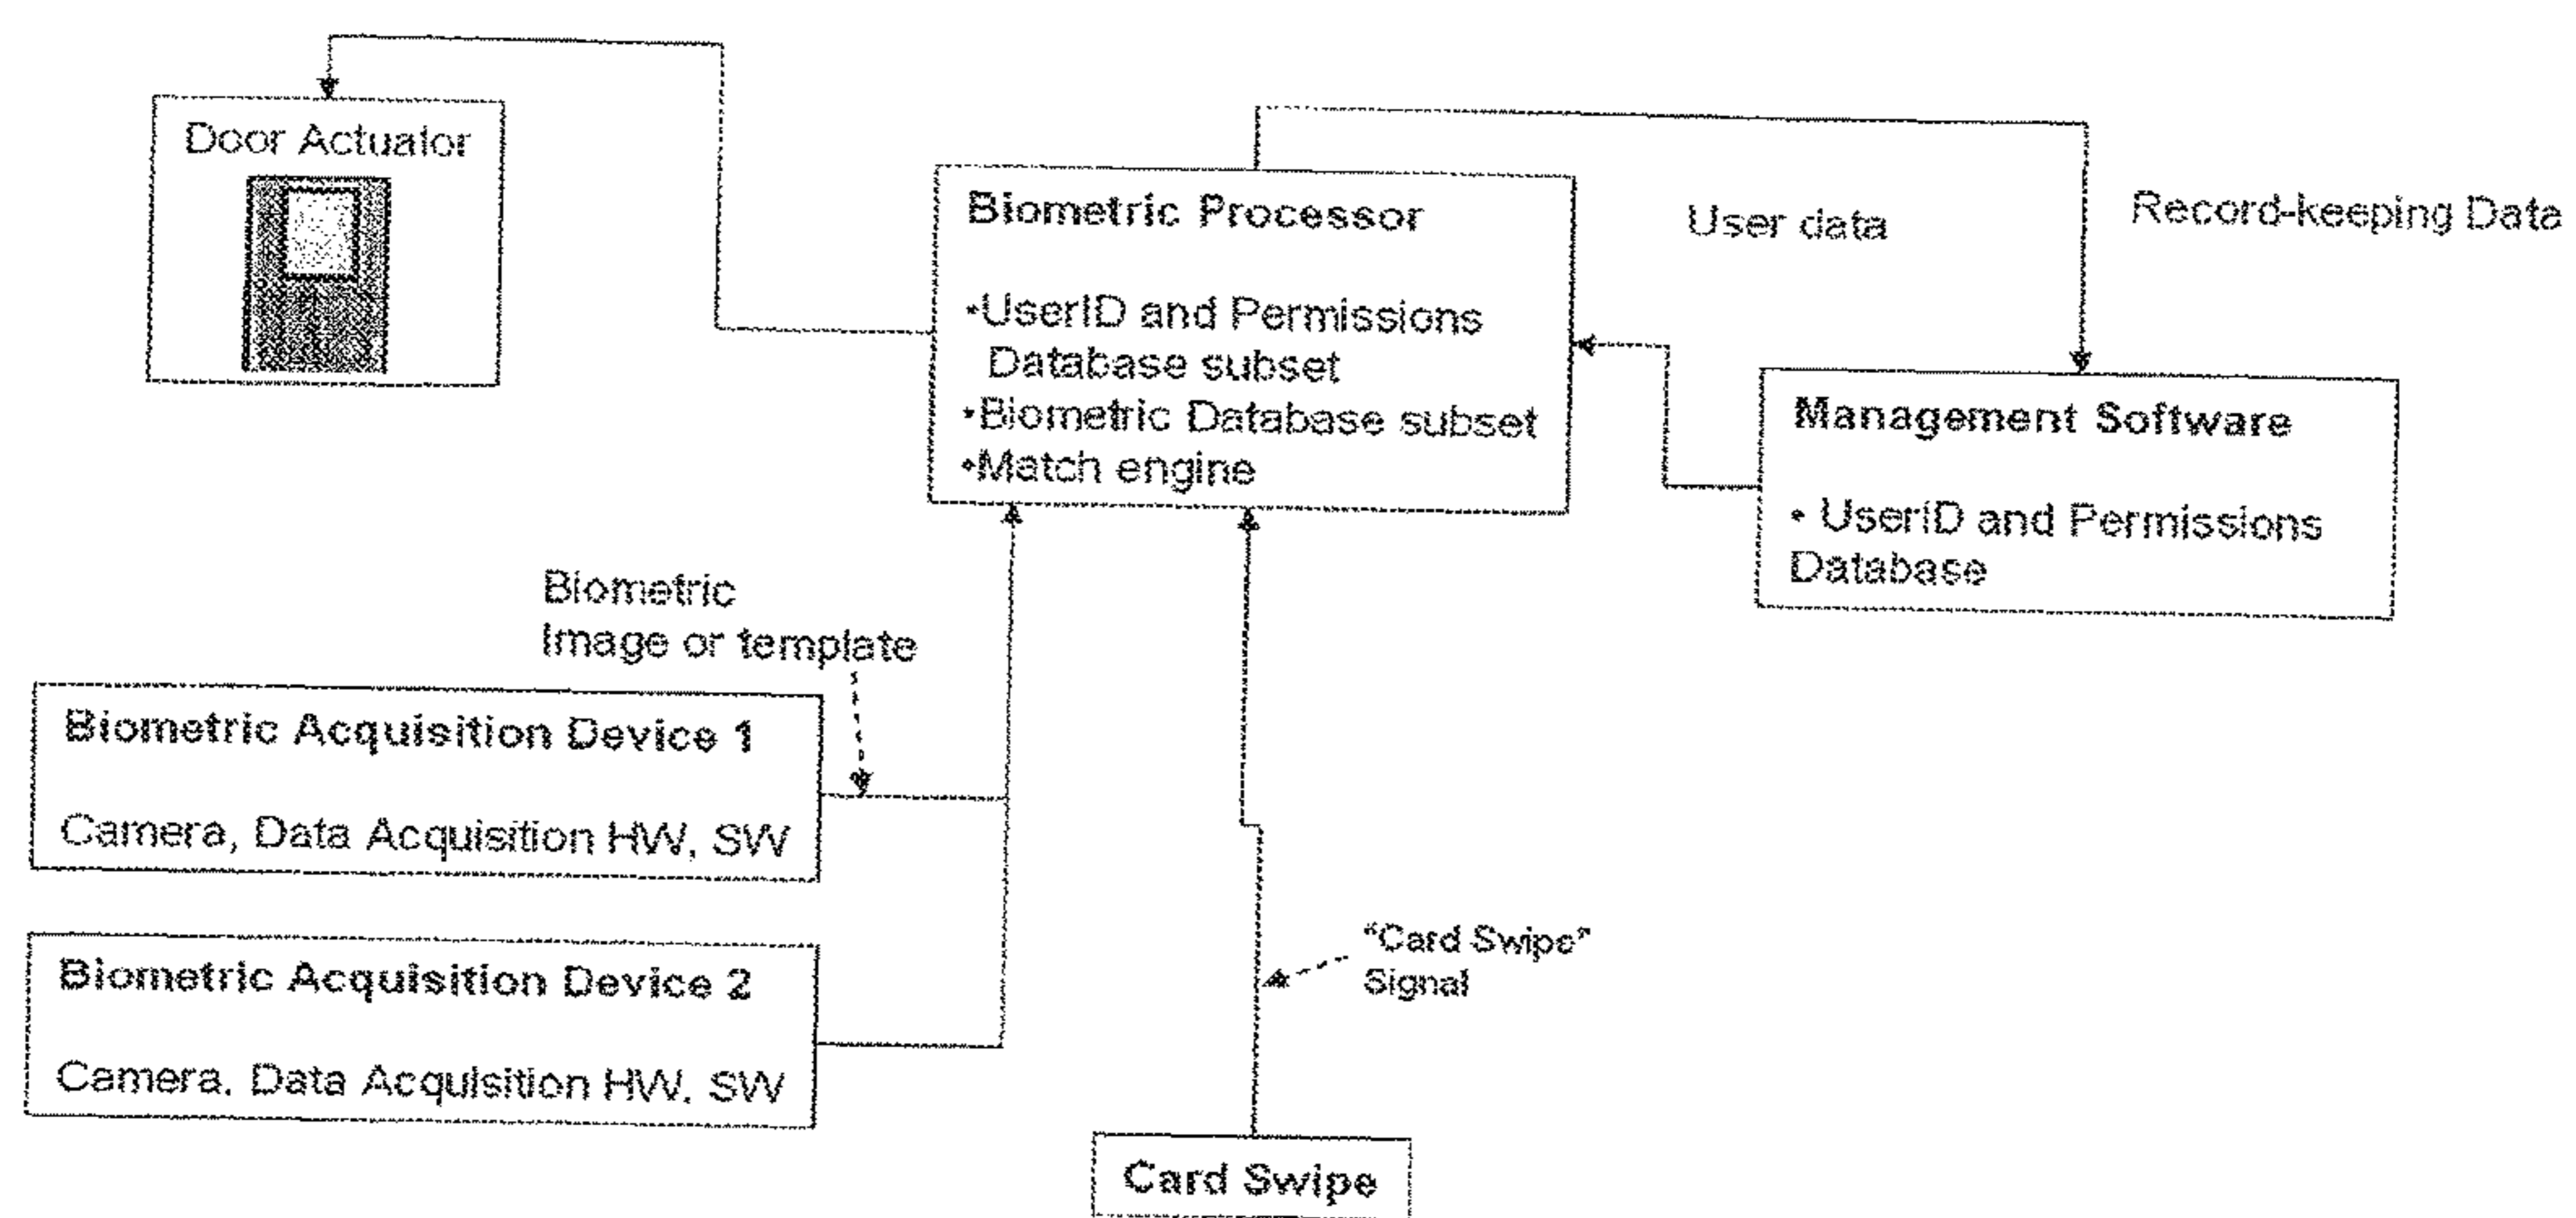 Door Actuator
Biometric Processor
•UserID and Permissions
Database subset
•Biometric Database subset
•Match engine
User data
Record-keeping Data
Management Software
• UserID and Permissions
Database
Biometric
Image or template
Biometric Acquisition Device 1
Camera, Data Acquisition HW, SW
Biometric Acquisition Device 2
Camera, Data Acquisition HW, SW
“Card Swipe”
Signal
Card Swipe